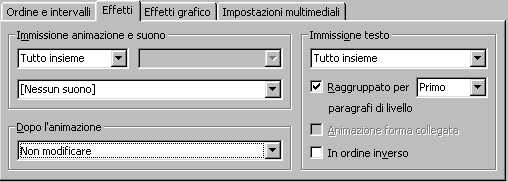 Ordine e intervalli Effetti Effetti grafico Impostazioni multimediali
Immissione animazione e suono
Tutto insieme
[Nessun suono]
Dopo l'animazione
Non modificare
Immissione testo
Tutto insieme
Raggruppato per Primo
paragrafi di livello
Animazione forma collegata
In ordine inverso